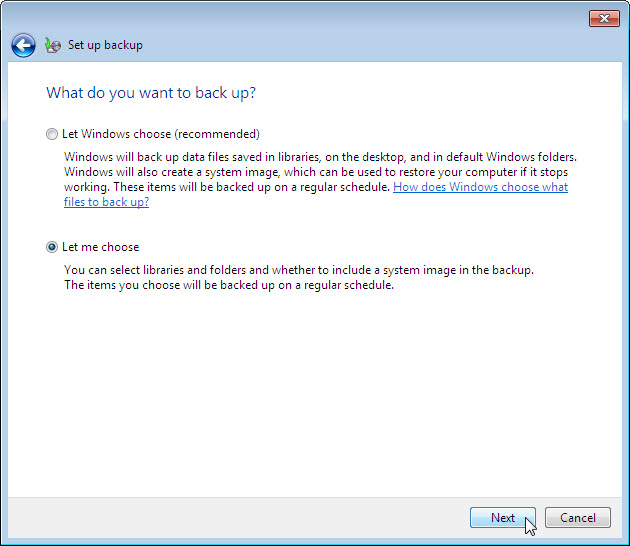 Set up backup
What do you want to back up?
Let Windows choose (recommended)
Windows will back up data files saved in libraries, on the desktop, and in default Windows folders.
Windows will also create a system image, which can be used to restore your computer if it stops
working. These items will be backed up on a regular schedule. How does Windows choose what
files to back up?
Let me choose
You can select libraries and folders and whether to include a system image in the backup.
The items you choose will be backed up on a regular schedule.
Next
Cancel